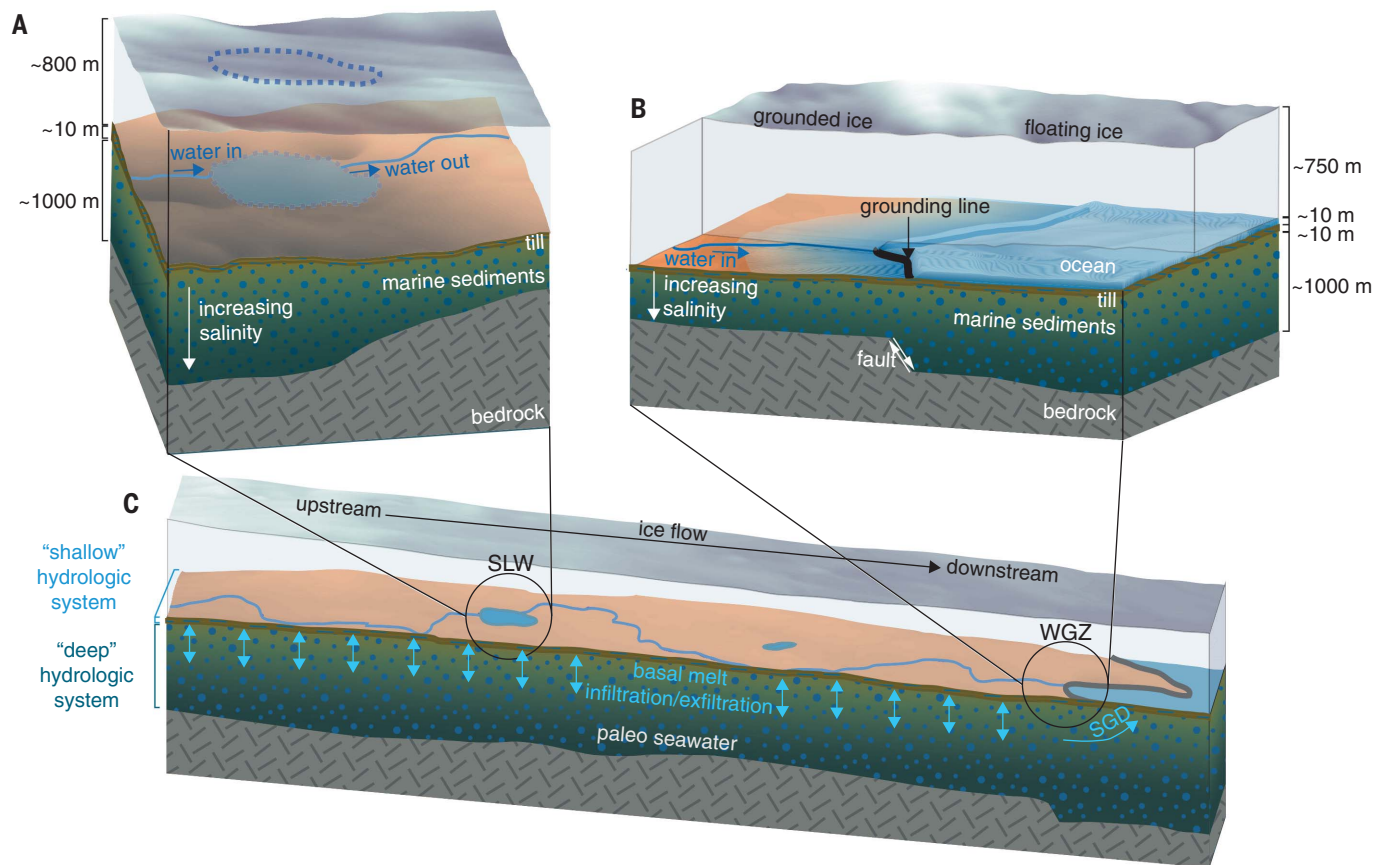 A
~800 m
~10 m
~1000 m
water in
water out
till
marine sediments
increasing
salinity
bedrock
B
grounded ice
floating ice
grounding line
water in
ocean
till
increasing
salinity
marine sediments
fault
bedrock
~750 m
~10 m
~10 m
~1000 m
C
upstream
ice flow
downstream
"shallow"
hydrologic
system
"deep"
hydrologic
system
SLW
WGZ
basal melt
infiltration/exfiltration
SGD
paleo seawater